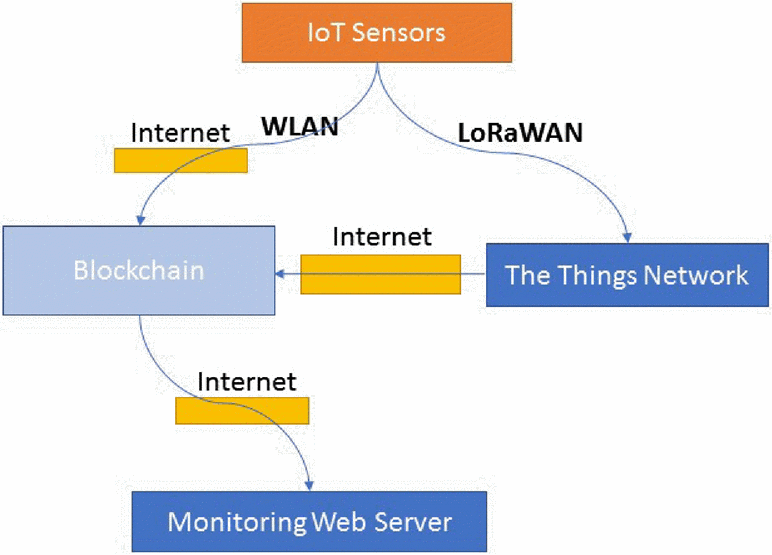 IoT Sensors
WLAN
Internet
LoRaWAN
Internet
Blockchain
The Things Network
Internet
Monitoring Web Server